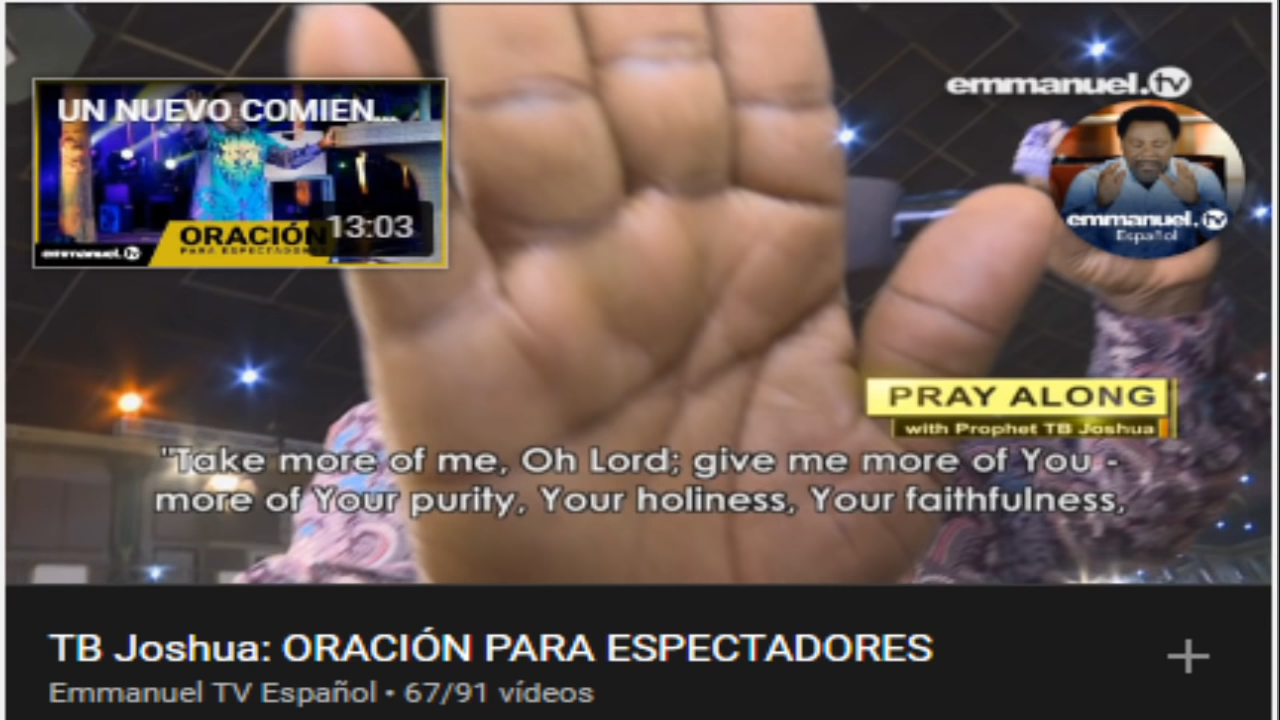 UN NUEVO COMIEN...
13:03
ORACIÓN
PARA ESPECTADOR
emmanuel.tv
emmanuel.tv
emmanuel.tv
Español
PRAY ALONG
with Prophet TB Joshua
"Take more of me, Oh Lord; give me more of You -
more of Your purity, Your holiness, Your faithfulness,
TB Joshua: ORACIÓN PARA ESPECTADORES
Emmanuel TV Español • 67/91 vídeos